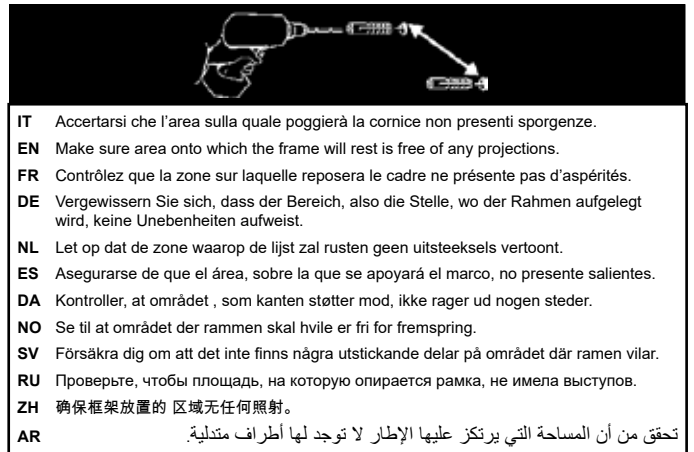 IT Accertarsi che l’area sulla quale poggierà la cornice non presenti sporgenze.
EN Make sure area onto which the frame will rest is free of any projections.
FR Contrôlez que la zone sur laquelle reposera le cadre ne présente pas d’aspérités.
DE Vergewissern Sie sich, dass der Bereich, also die Stelle, wo der Rahmen aufgelegt
wird, keine Unebenheiten aufweist.
NL Let op dat de zone waarop de lijst zal rusten geen uitsteeksels vertoont.
ES Asegurarse de que el área, sobre la que se apoyará el marco, no presente salientes.
DA Kontroller, at området , som kanten støtter mod, ikke rager ud nogen steder.
NO Se til at området der rammen skal hvile er fri for fremspring.
SV Försäkra dig om att det inte finns några utstickande delar på området där ramen vilar.
RU Проверьте, чтобы площадь, на которую опирается рамка, не имела выступов.
ZH 确保框架放置的 区域无任何照射。
AR تحقق من أن المساحة التي يرتكز عليها الإطار لا توجد لها أطراف متدلية.